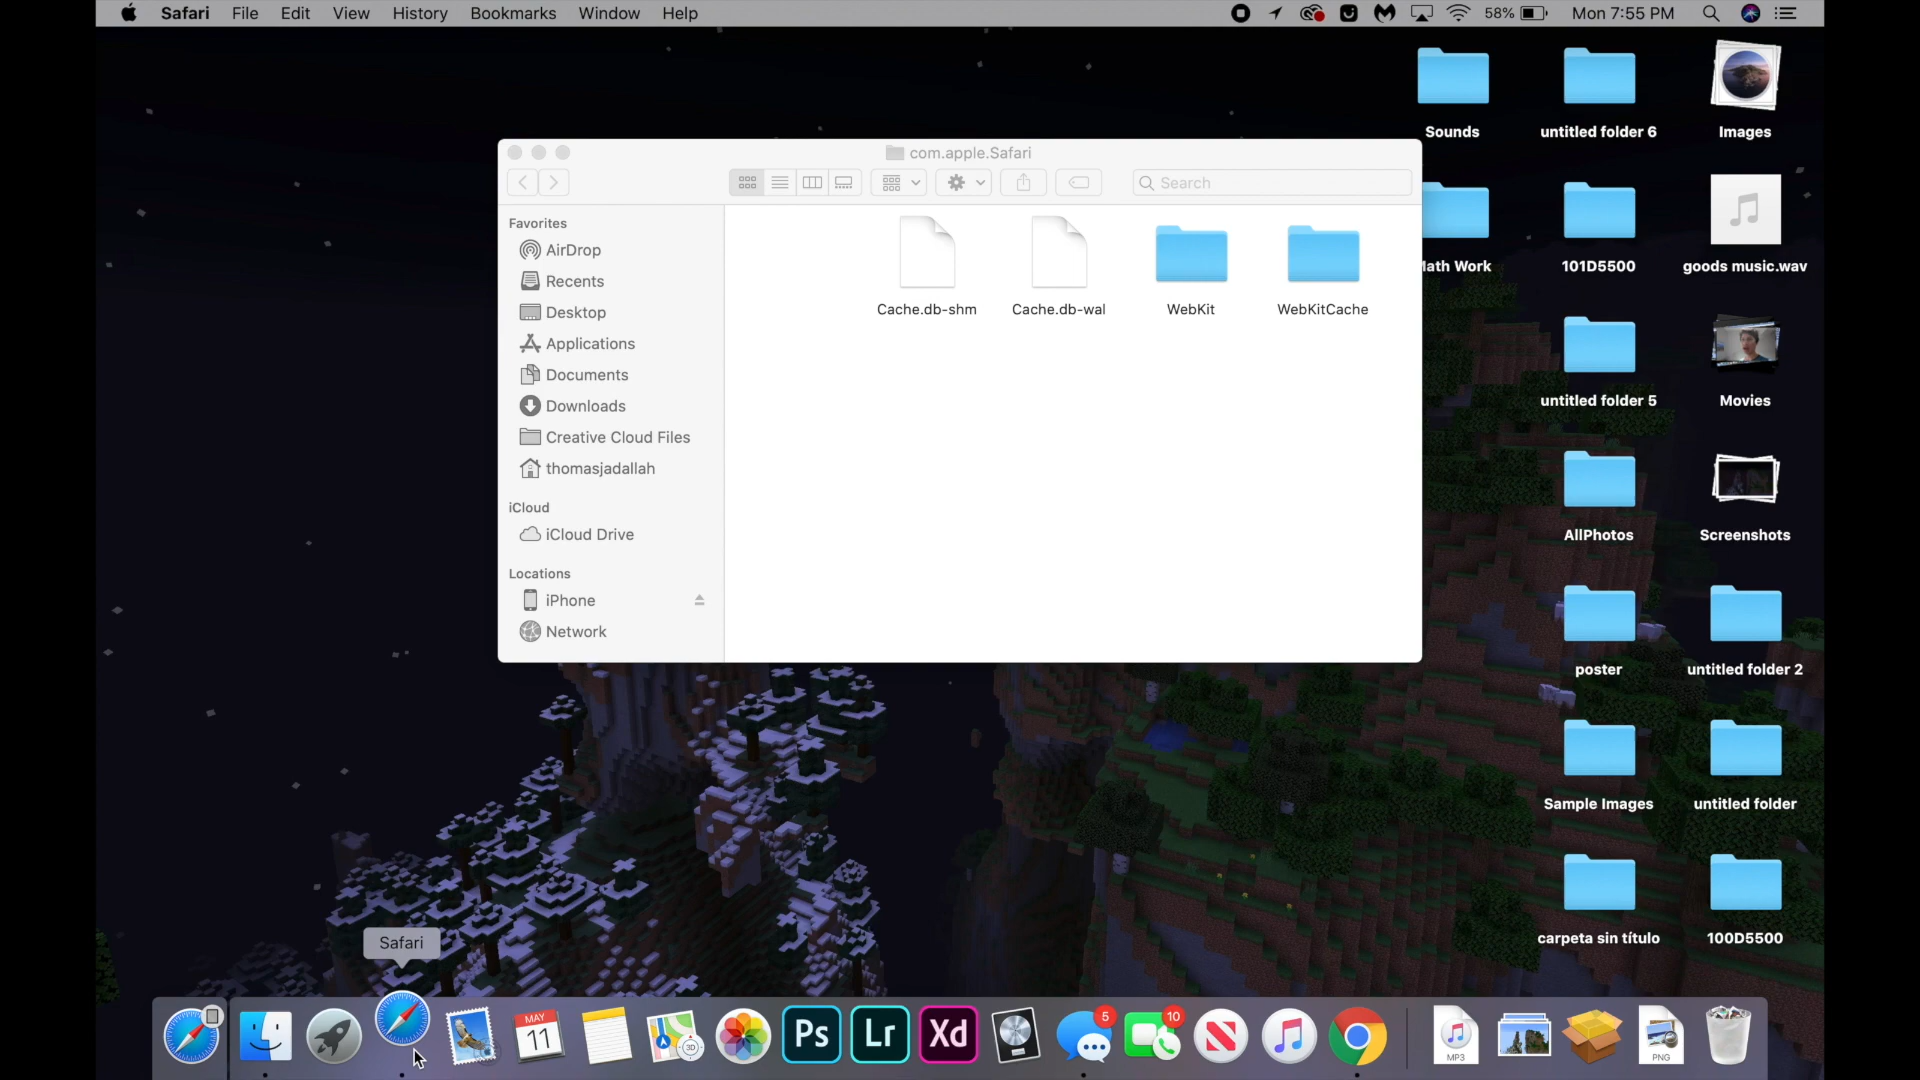 Safari File Edit View History Bookmarks Window Help 58% Mon 7:55 PM
Sounds untitled folder 6 Images
com.apple.Safari
Search
Favorites
AirDrop
Recents
Desktop
Applications
Documents
Downloads
Creative Cloud Files
thomasjadallah
iCloud
iCloud Drive
Locations
iPhone
Network
Cache.db-shm Cache.db-wal WebKit WebKitCache
ath Work 101D5500 goods music.wav
untitled folder 5 Movies
AllPhotos Screenshots
poster untitled folder 2
Sample Images untitled folder
carpeta sin título 100D5500
Safari
MAY
11
3D
Ps Lr Xd
5
10
MP3
PNG